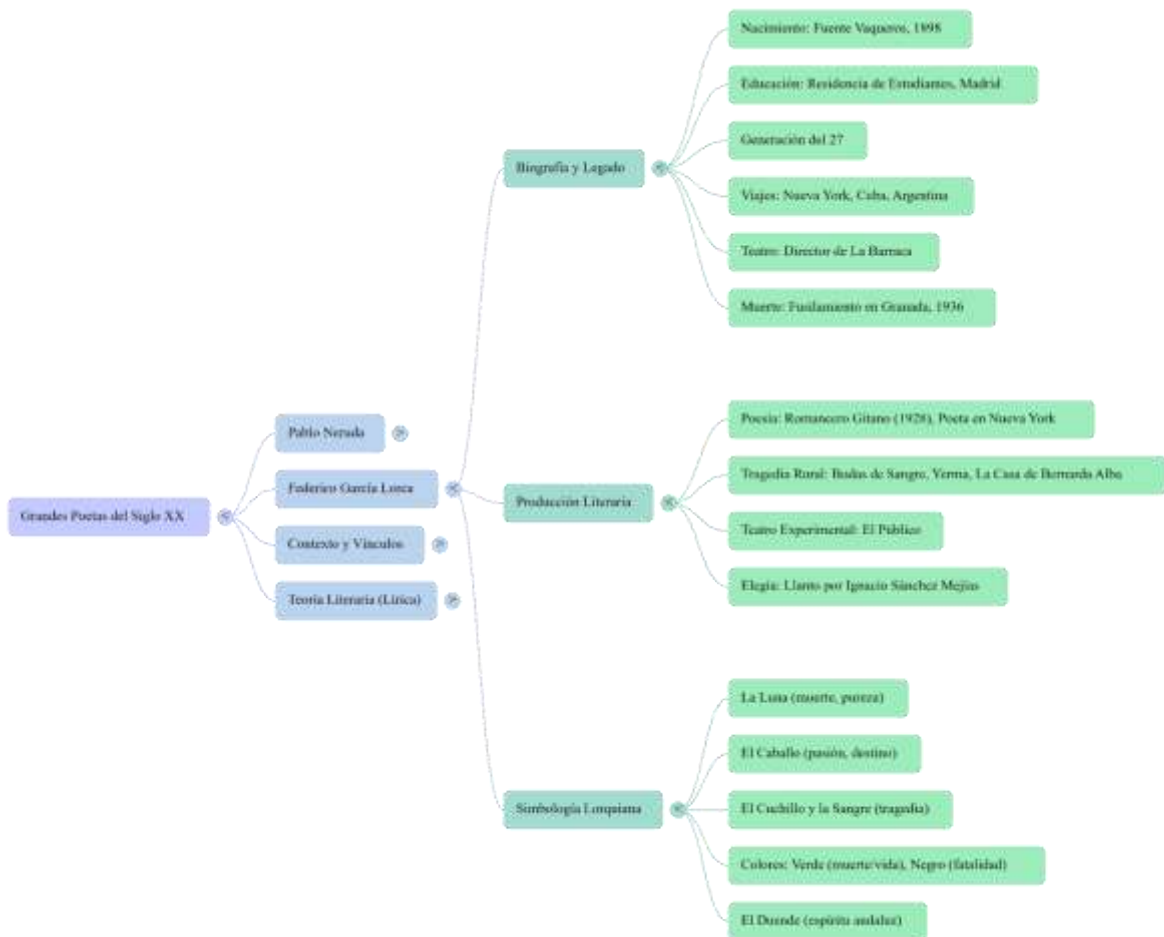 Grandes Poetas del Siglo XX
Pablo Neruda
Federico García Lorca
Contexto y Vínculos
Teoría Literaria (Lírica)
Biografía y Legado
Nacimiento: Fuente Vaqueros, 1898
Educación: Residencia de Estudiantes, Madrid
Generación del 27
Viajes: Nueva York, Cuba, Argentina
Teatro: Director de La Barraca
Muerte: Fusilamiento en Granada, 1936
Producción Literaria
Poesía: Romancero Gitano (1928), Poeta en Nueva York
Tragedia Rural: Bodas de Sangre, Yerma, La Casa de Bernarda Alba
Teatro Experimental: El Público
Elegía: Llanto por Ignacio Sánchez Mejías
Simbología Lorquiana
La Luna (muerte, pureza)
El Caballo (pasión, destino)
El Cuchillo y la Sangre (tragedia)
Colores: Verde (muerte/vida), Negro (fatalidad)
El Duende (espíritu andaluz)